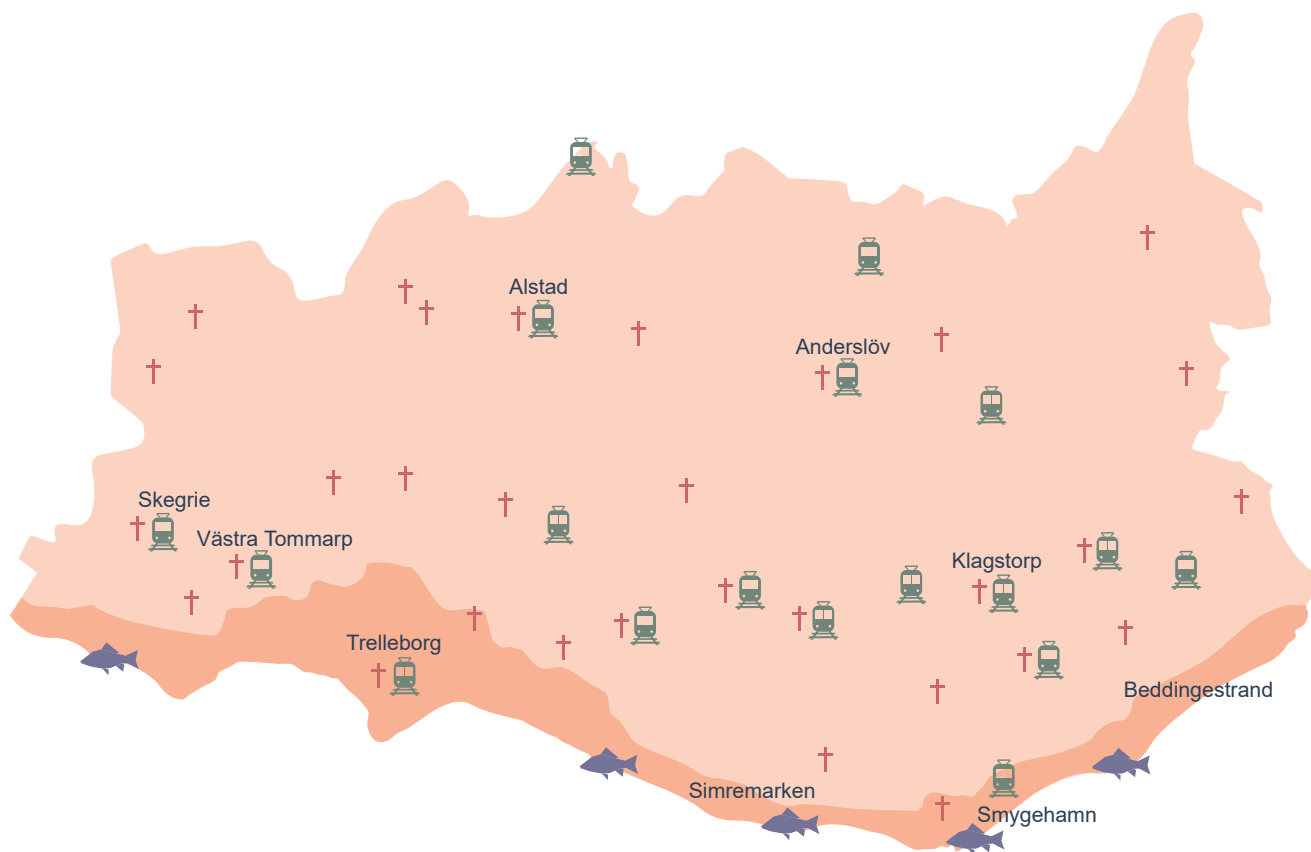 Alstad
Anderslöv
Skegrie
Västra Tommarp
Klagstorp
Trelleborg
Beddingestrand
Simremarken
Smygehamn